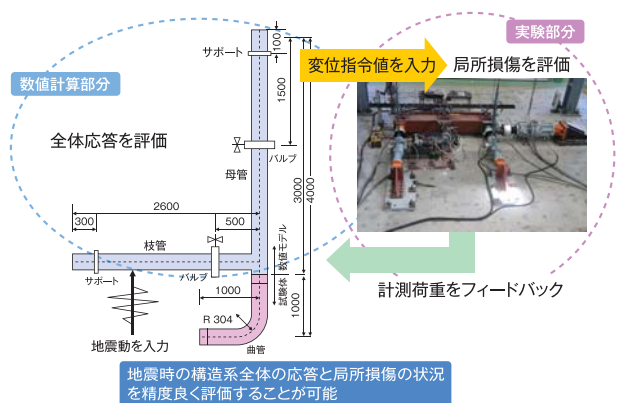 実験部分
100
サポート
変位指令値を入力
局所損傷を評価
数値計算部分
1500
全体応答を評価
バルブ
母管
3000
4000
2600
300
500
枝管
数値モデル
サポート
バルブ
試験体
1000
計測荷重をフィードバック
1000
R 304
地震動を入力
曲管
地震時の構造系全体の応答と局所損傷の状況
を精度良く評価することが可能